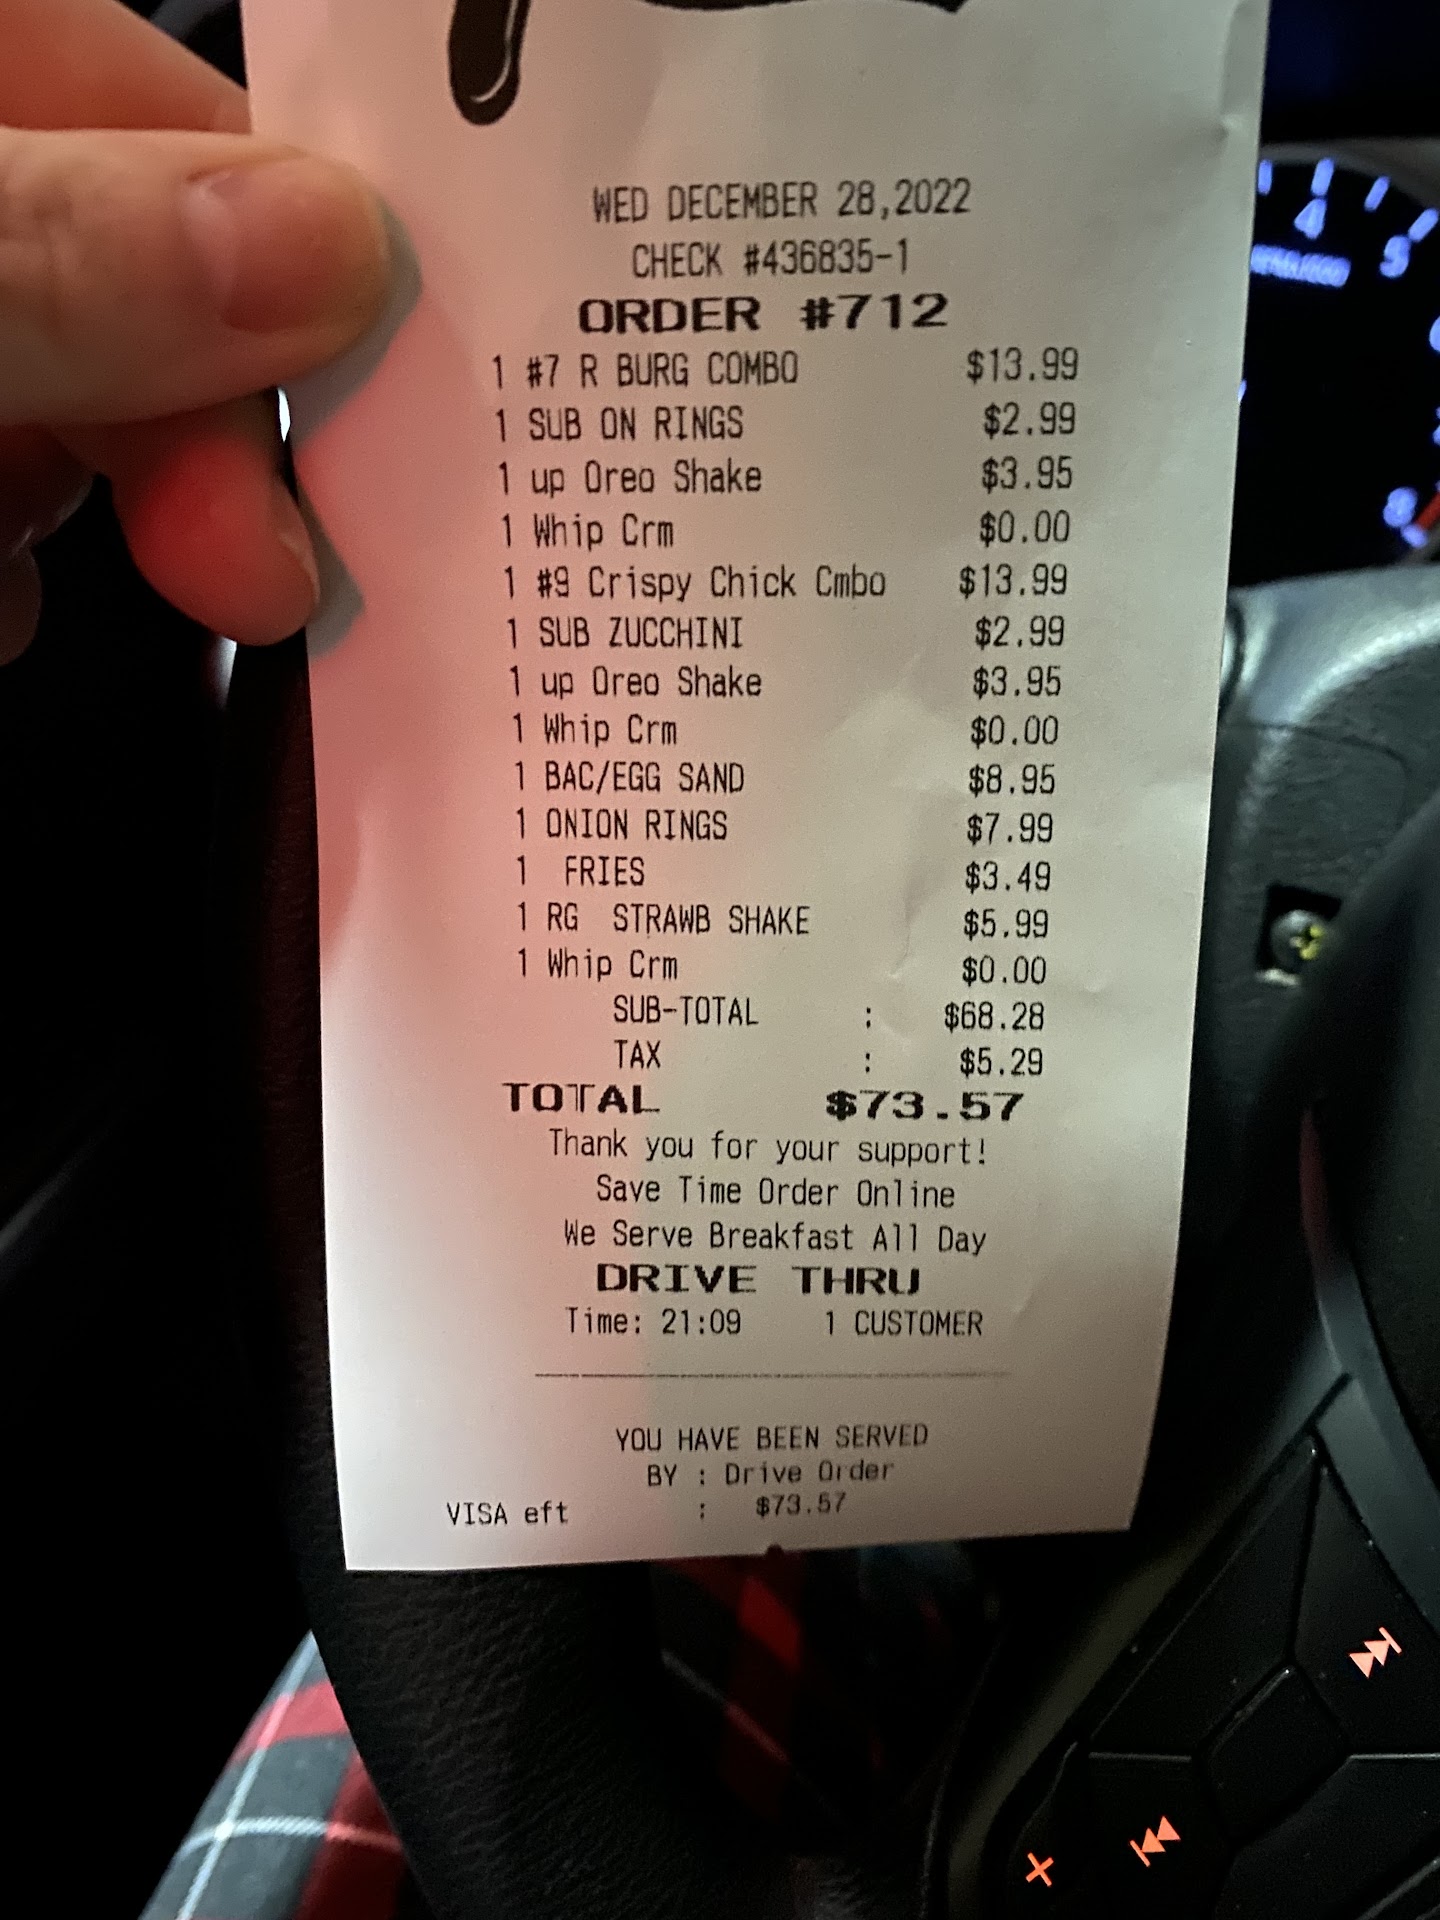 WED DECEMBER 28,2022
CHECK #436835-1
ORDER #712
1 #7 R BURG COMBO $13.99
1 SUB ON RINGS $2.99
1 up Oreo Shake $3.95
1 Whip Crm $0.00
1 #9 Crispy Chick Cmbo $13.99
1 SUB ZUCCHINI $2.99
1 up Oreo Shake $3.95
1 Whip Crm $0.00
1 BAC/EGG SAND $8.95
1 ONION RINGS $7.99
1 FRIES $3.49
1 RG STRAWB SHAKE $5.99
1 Whip Crm $0.00
SUB-TOTAL : $68.28
TAX : $5.29
TOTAL $73.57
Thank you for your support!
Save Time Order Online
We Serve Breakfast All Day
DRIVE THRU
Time: 21:09 1 CUSTOMER
YOU HAVE BEEN SERVED
BY : Drive Order
VISA eft : $73.57
4
5
8